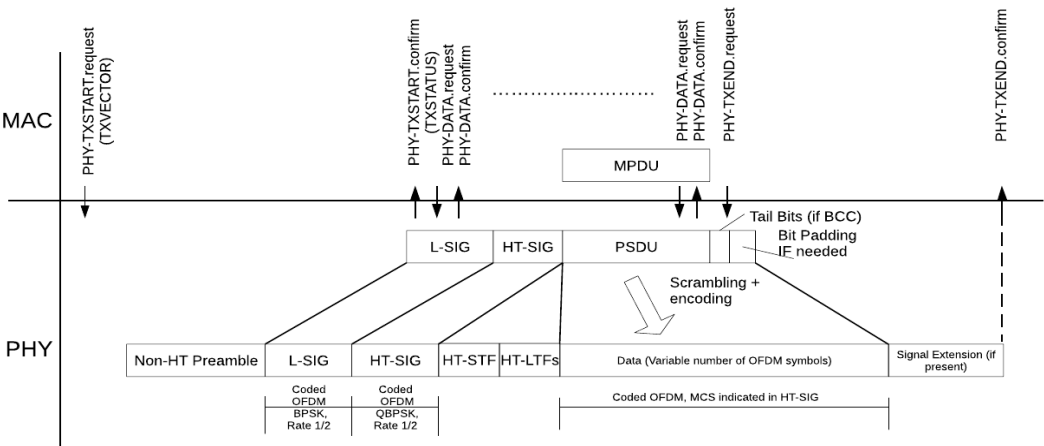 PHY-TXSTART.request
(TXVECTOR)
PHY-TXSTART.confirm
(TXSTATUS)
PHY-DATA.request
PHY-DATA.confirm
PHY-DATA.request
PHY-DATA.confirm
PHY-TXEND.request
PHY-TXEND.confirm
MAC
MPDU
Tail Bits (if BCC)
L-SIG
HT-SIG
PSDU
Bit Padding
IF needed
Scrambling +
encoding
PHY
Non-HT Preamble
L-SIG
HT-SIG
HT-STF
HT-LTFs
Data (Variable number of OFDM symbols)
Signal Extension (if
present)
Coded
OFDM
BPSK,
Rate 1/2
Coded
OFDM
QBPSK,
Rate 1/2
Coded OFDM, MCS indicated in HT-SIG